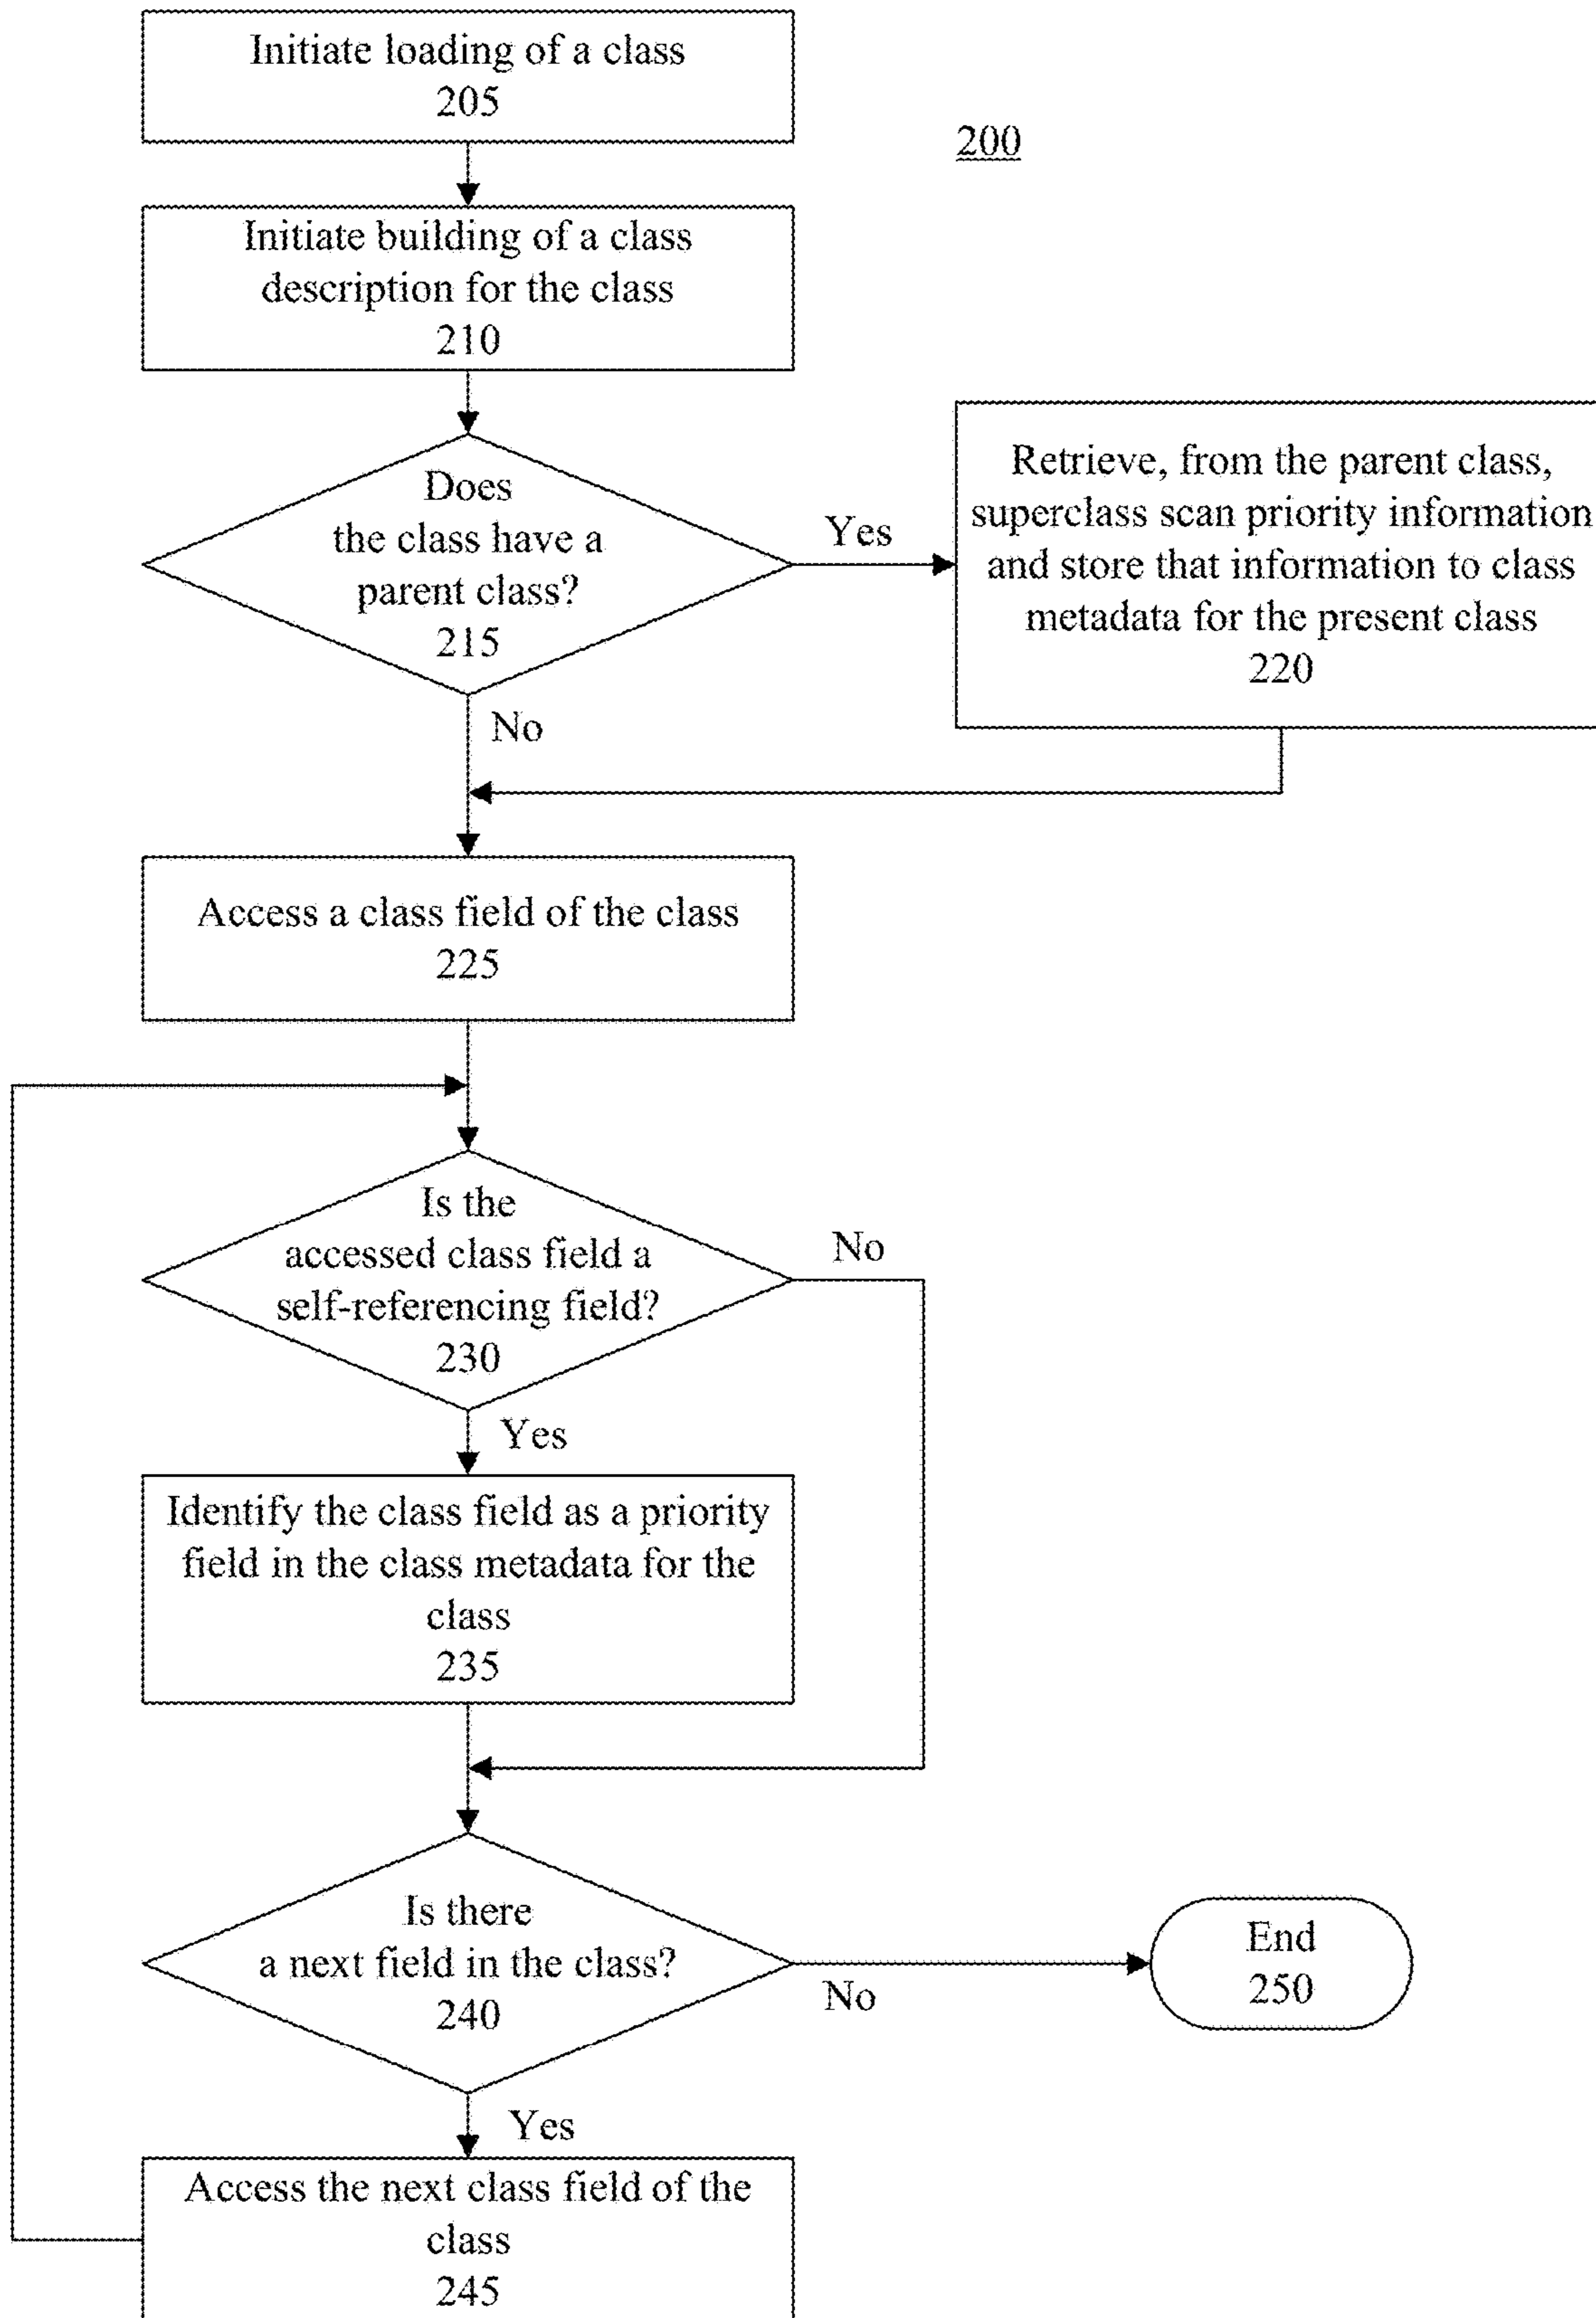 Initiate loading of a class
205
200
Initiate building of a class
description for the class
210
Does
the class have a
parent class?
215
Yes
Retrieve, from the parent class,
superclass scan priority information
and store that information to class
metadata for the present class
220
No
Access a class field of the class
225
Is the
accessed class field a
self-referencing field?
230
No
Yes
Identify the class field as a priority
field in the class metadata for the
class
235
Is there
a next field in the class?
240
No
End
250
Yes
Access the next class field of the
class
245